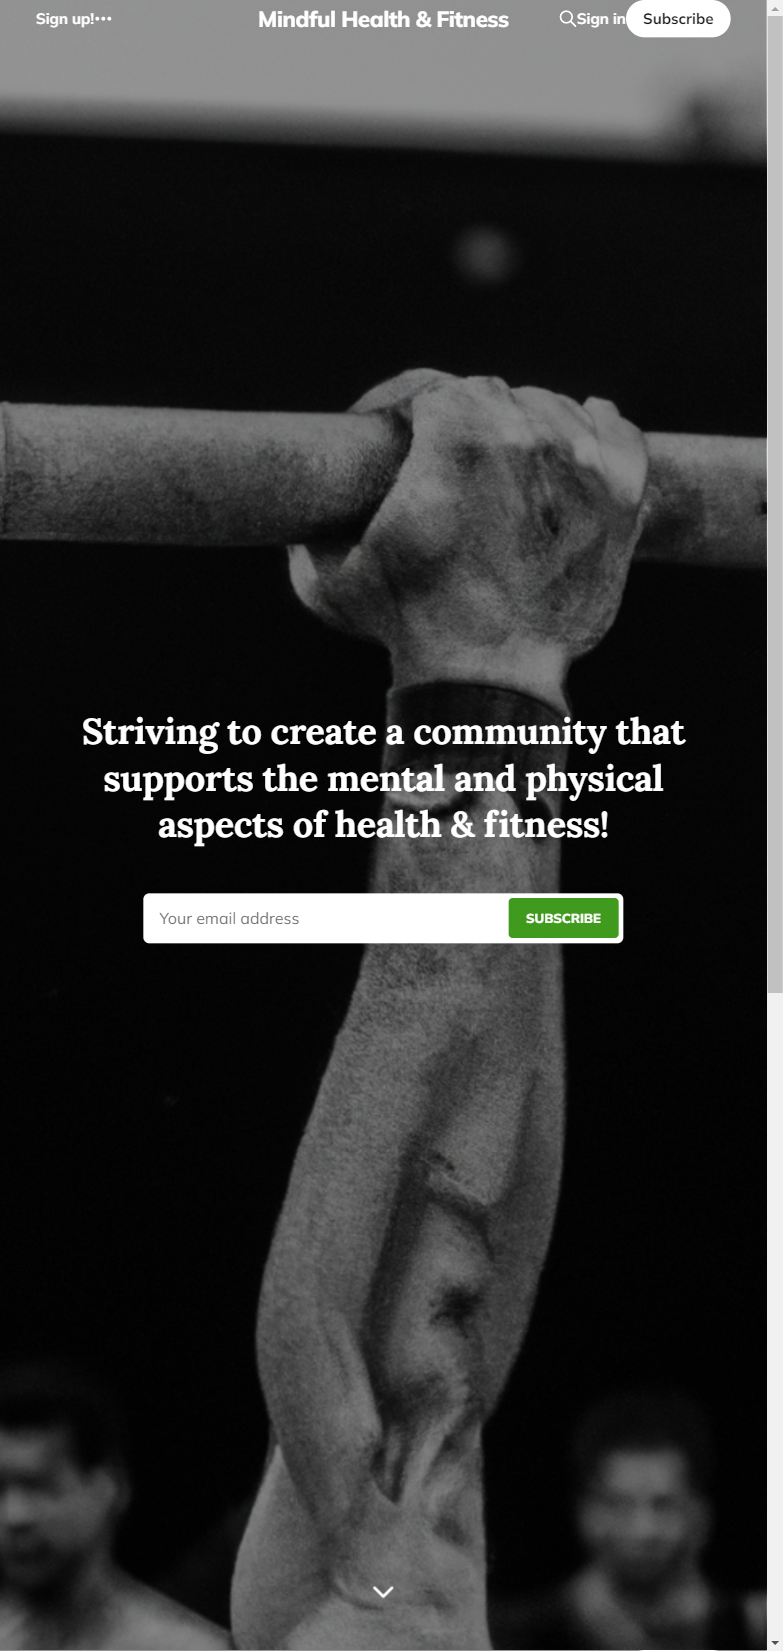 Sign up!•••
Mindful Health & Fitness
Sign in
Subscribe
Striving to create a community that
supports the mental and physical
aspects of health & fitness!
Your email address
SUBSCRIBE